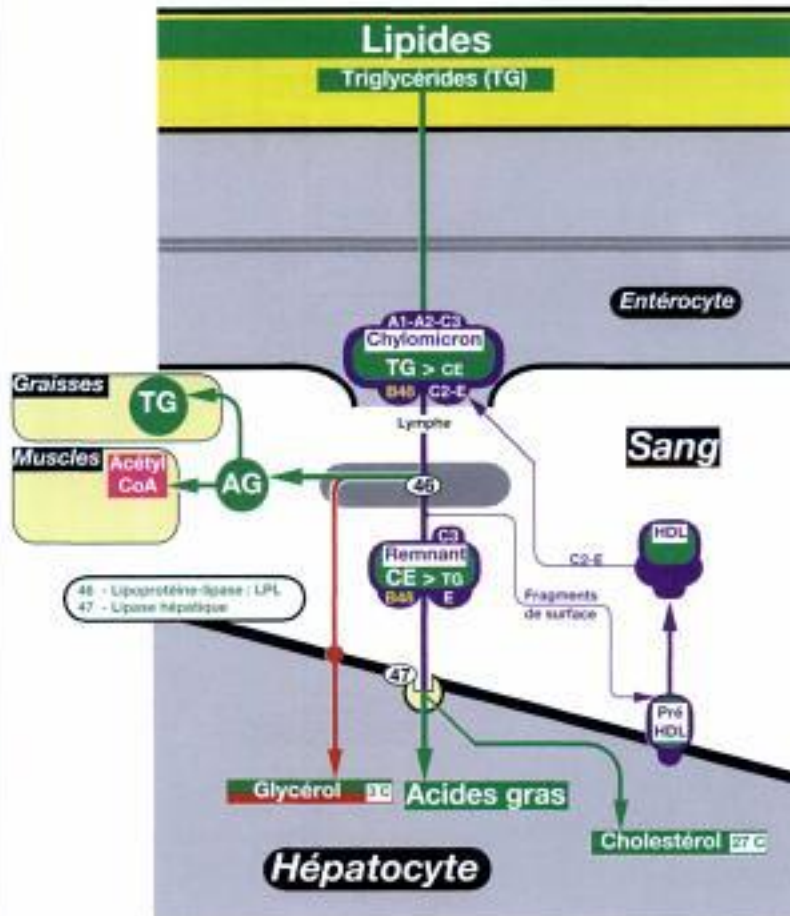 Lipides
Triglycérides (TG)
Entérocyte
A1-A2-C3
Chylomicron
TG > CE
B48 C2-E
Lymphe
Graisses
TG
Muscles
Acétyl
CoA
AG
46
Sang
C3
Remnant
CE > TG
B48 E
HDL
C2-E
Fragments
de surface
46 - Lipoprotéine-lipase : LPL
47 - Lipase hépatique
47
Pré
HDL
Glycérol 3 C
Acides gras
Cholestérol 27 C
Hépatocyte